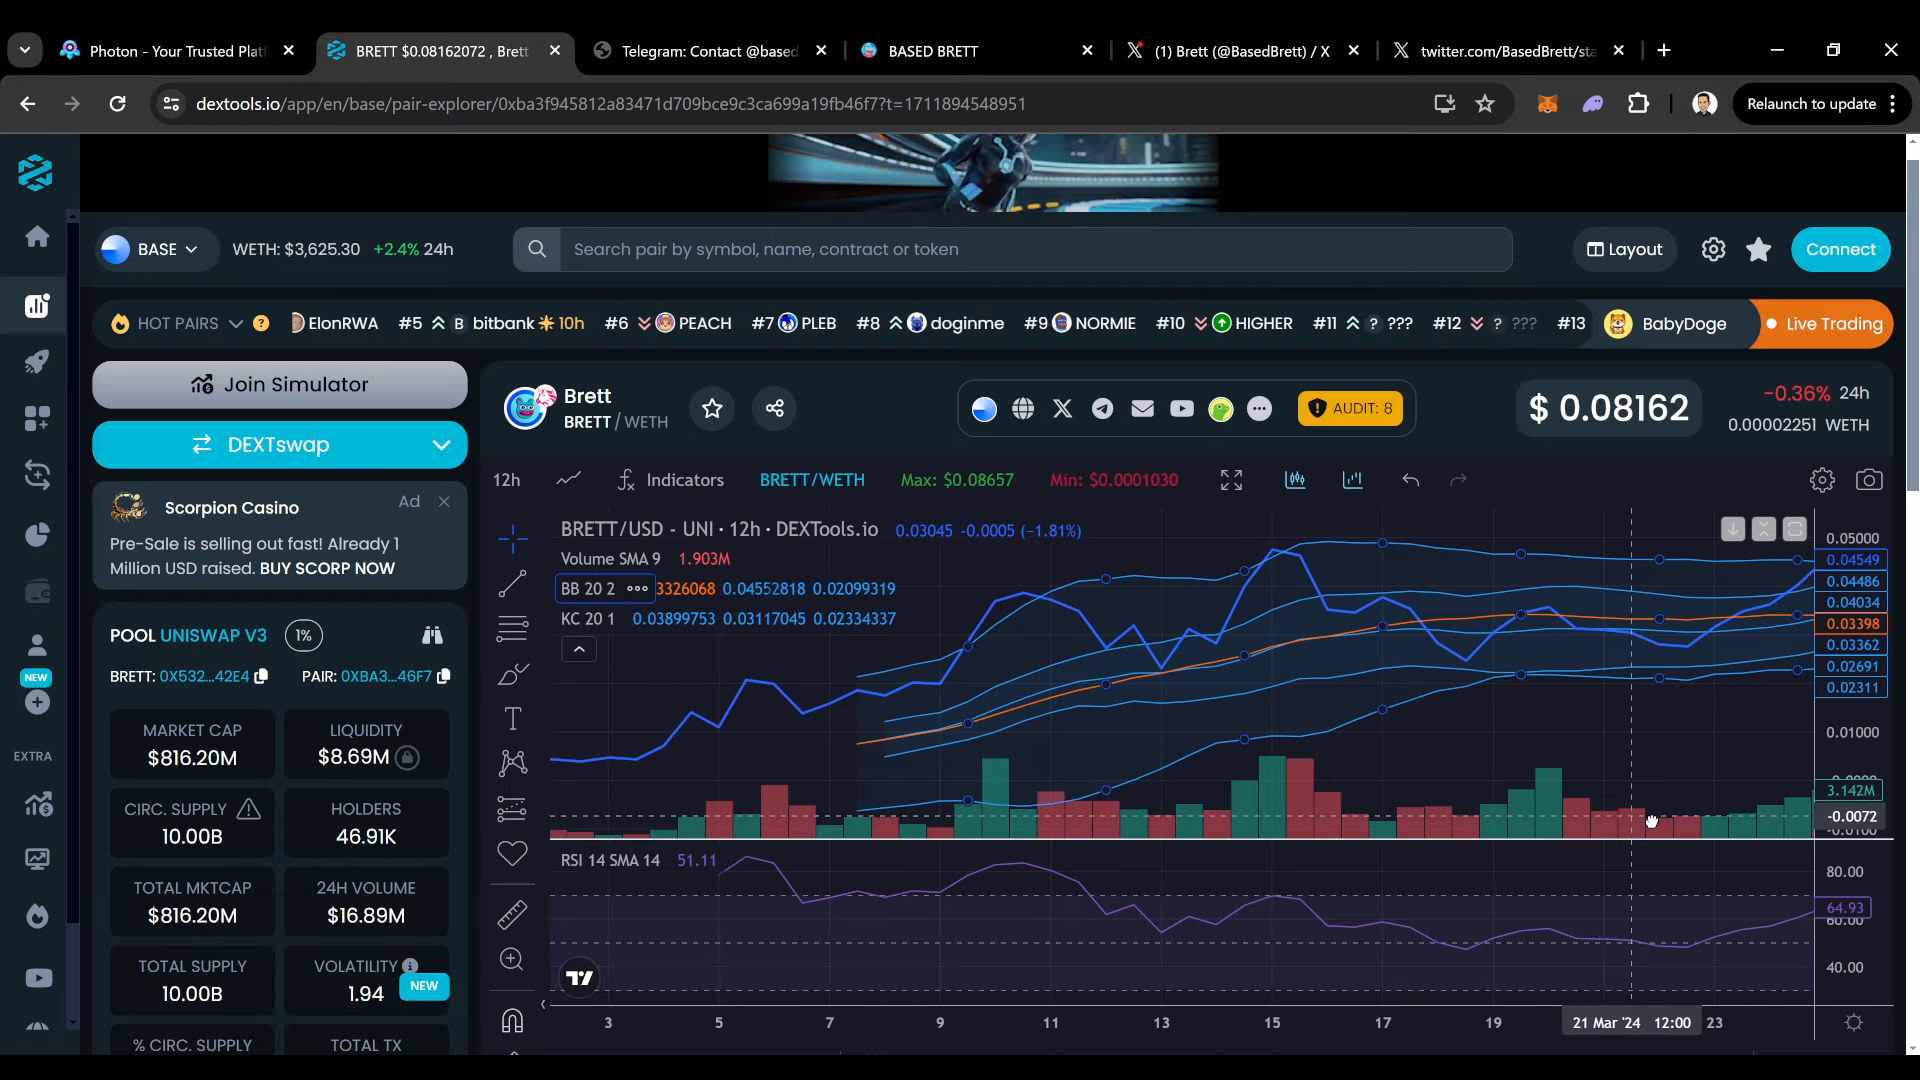 Photon - Your Trusted Platf
BRETT $0.08162072 , Brett
Telegram: Contact @based
BASED BRETT
(1) Brett (@BasedBrett) / X
twitter.com/BasedBrett/sta
dextools.io/app/en/base/pair-explorer/0xba3f945812a83471d709bce9c3ca699a19fb46f7?t=1711894548951
Relaunch to update
BASE
WETH: $3,625.30 +2.4% 24h
Search pair by symbol, name, contract or token
Layout
Connect
HOT PAIRS ? ElonRWA #5 B bitbank 10h #6 PEACH #7 PLEB #8 doginme #9 NORMIE #10 HIGHER #11 ? ??? #12 ? ??? #13 BabyDoge
Live Trading
Join Simulator
DEXTswap
Scorpion Casino
Ad
Pre-Sale is selling out fast! Already 1
Million USD raised. BUY SCORP NOW
POOL UNISWAP V3 1%
BRETT: 0X532...42E4 PAIR: 0XBA3...46F7
MARKET CAP
$816.20M
LIQUIDITY
$8.69M
CIRC. SUPPLY
10.00B
HOLDERS
46.91K
TOTAL MKTCAP
$816.20M
24H VOLUME
$16.89M
TOTAL SUPPLY
10.00B
VOLATILITY
1.94
NEW
% CIRC. SUPPLY
TOTAL TX
NEW
EXTRA
Brett
BRETT / WETH
AUDIT: 8
$ 0.08162
-0.36% 24h
0.00002251 WETH
12h
Indicators
BRETT/WETH
Max: $0.08657
Min: $0.0001030
BRETT/USD - UNI · 12h · DEXTools.io 0.03045 -0.0005 (−1.81%)
Volume SMA 9 1.903M
BB 20 2 3326068 0.04552818 0.02099319
KC 20 1 0.03899753 0.03117045 0.02334337
0.05000
0.04549
0.04486
0.04034
0.03398
0.03362
0.02691
0.02311
0.01000
3.142M
-0.0072
RSI 14 SMA 14 51.11
80.00
64.93
60.00
40.00
3 5 7 9 11 13 15 17 19 21 Mar '24 12:00 23